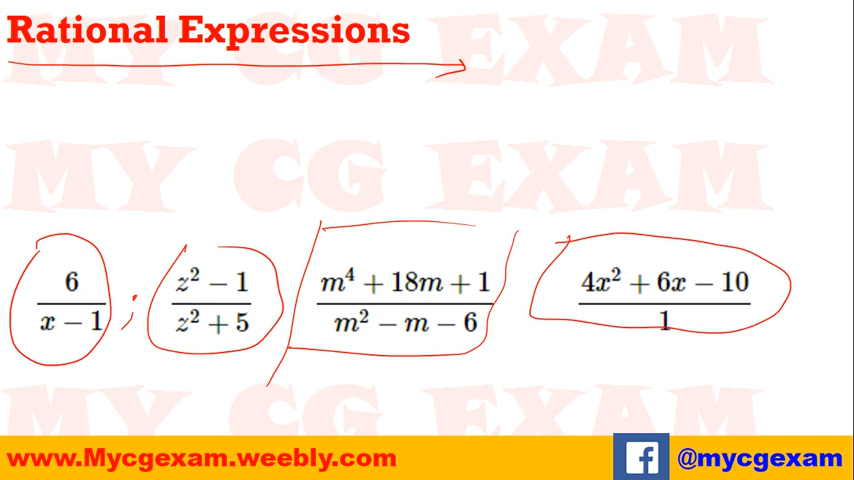 Rational Expressions
MY CG EXAM
MY CG EXAM
6/(x − 1) ; (z² − 1)/(z² + 5) (m⁴ + 18m + 1)/(m² − m − 6) (4x² + 6x − 10)/1
MY CG EXAM
www.Mycgexam.weebly.com f @mycgexam